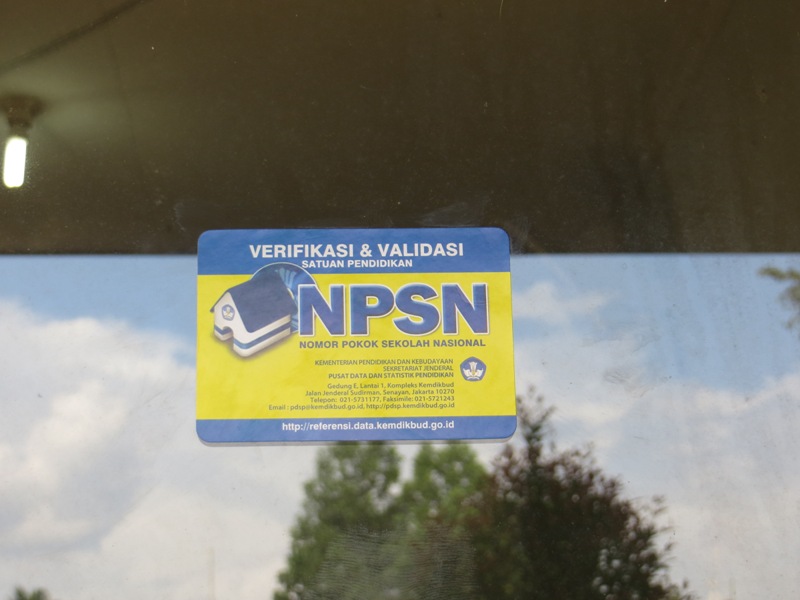 VERIFIKASI & VALIDASI
SATUAN PENDIDIKAN
NPSN
NOMOR POKOK SEKOLAH NASIONAL
KEMENTERIAN PENDIDIKAN DAN KEBUDAYAAN
SEKRETARIAT JENDERAL
PUSAT DATA DAN STATISTIK PENDIDIKAN
Gedung E, Lantai 1, Kompleks Kemdikbud
Jalan Jenderal Sudirman, Senayan, Jakarta 10270
Telepon: 021-5731177, Faksimile: 021-5721243
Email : pdsp@kemdikbud.go.id, http://pdsp.kemdikbud.go.id
http://referensi.data.kemdikbud.go.id